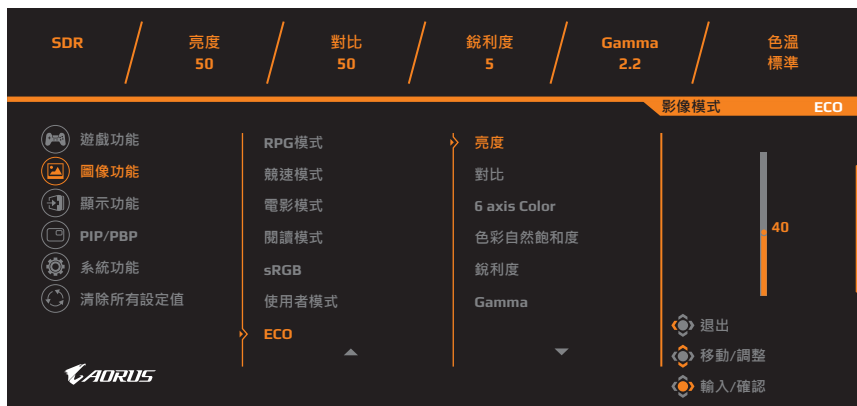 SDR
亮度
50
對比
50
銳利度
5
Gamma
2.2
色溫
標準
影像模式
ECO
遊戲功能
圖像功能
顯示功能
PIP/PBP
系統功能
清除所有設定值
RPG模式
競速模式
電影模式
閱讀模式
sRGB
使用者模式
ECO
亮度
對比
6 axis Color
色彩自然飽和度
銳利度
Gamma
40
退出
移動/調整
輸入/確認
AORUS